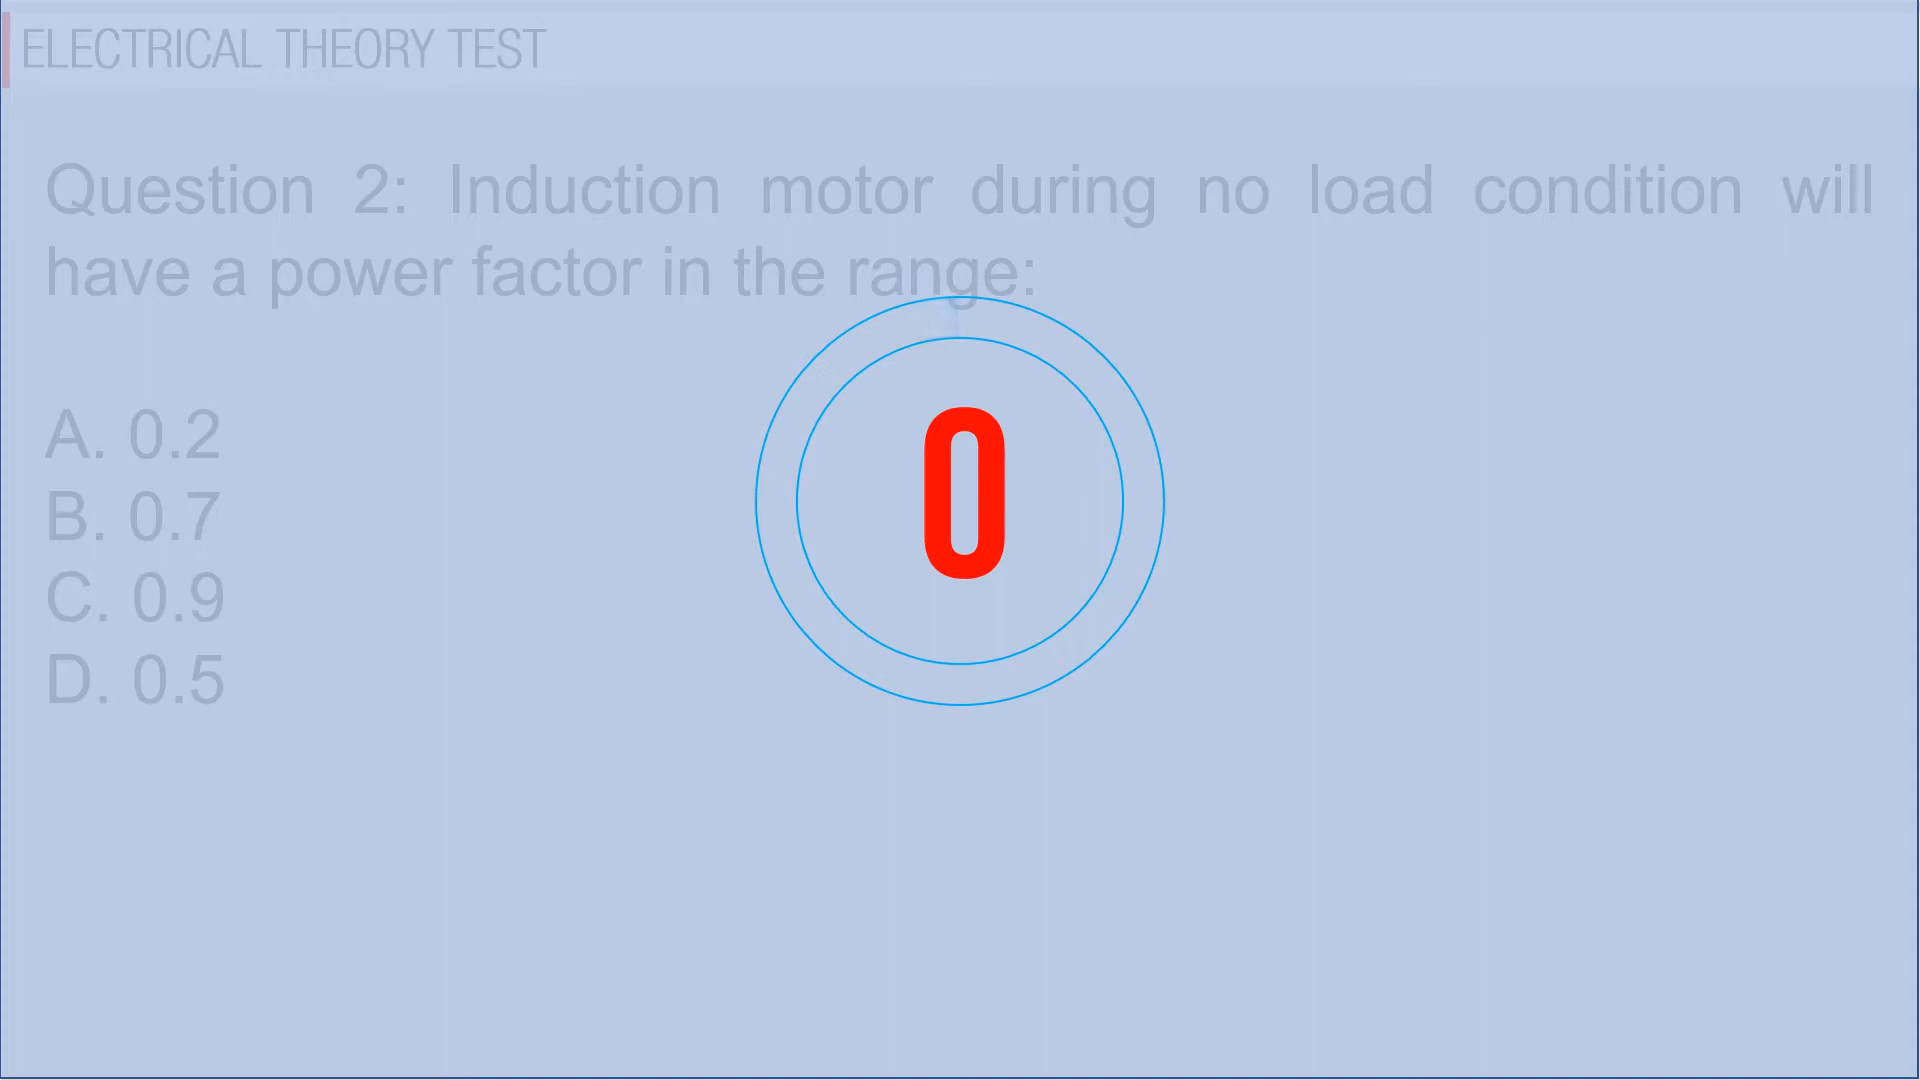 ELECTRICAL THEORY TEST
Question 2: Induction motor during no load condition will
have a power factor in the range:
A. 0.2
B. 0.7
C. 0.9
D. 0.5
0